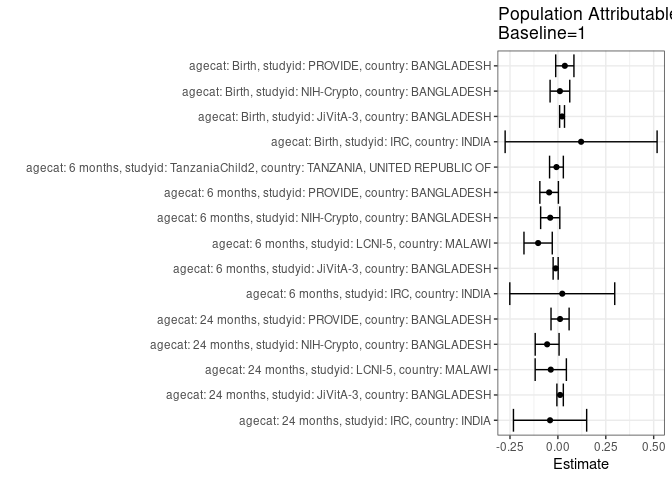 Population Attributable
Baseline=1
agecat: Birth, studyid: PROVIDE, country: BANGLADESH
agecat: Birth, studyid: NIH-Crypto, country: BANGLADESH
agecat: Birth, studyid: JiVitA-3, country: BANGLADESH
agecat: Birth, studyid: IRC, country: INDIA
agecat: 6 months, studyid: TanzaniaChild2, country: TANZANIA, UNITED REPUBLIC OF
agecat: 6 months, studyid: PROVIDE, country: BANGLADESH
agecat: 6 months, studyid: NIH-Crypto, country: BANGLADESH
agecat: 6 months, studyid: LCNI-5, country: MALAWI
agecat: 6 months, studyid: JiVitA-3, country: BANGLADESH
agecat: 6 months, studyid: IRC, country: INDIA
agecat: 24 months, studyid: PROVIDE, country: BANGLADESH
agecat: 24 months, studyid: NIH-Crypto, country: BANGLADESH
agecat: 24 months, studyid: LCNI-5, country: MALAWI
agecat: 24 months, studyid: JiVitA-3, country: BANGLADESH
agecat: 24 months, studyid: IRC, country: INDIA
-0.25 0.00 0.25 0.50
Estimate